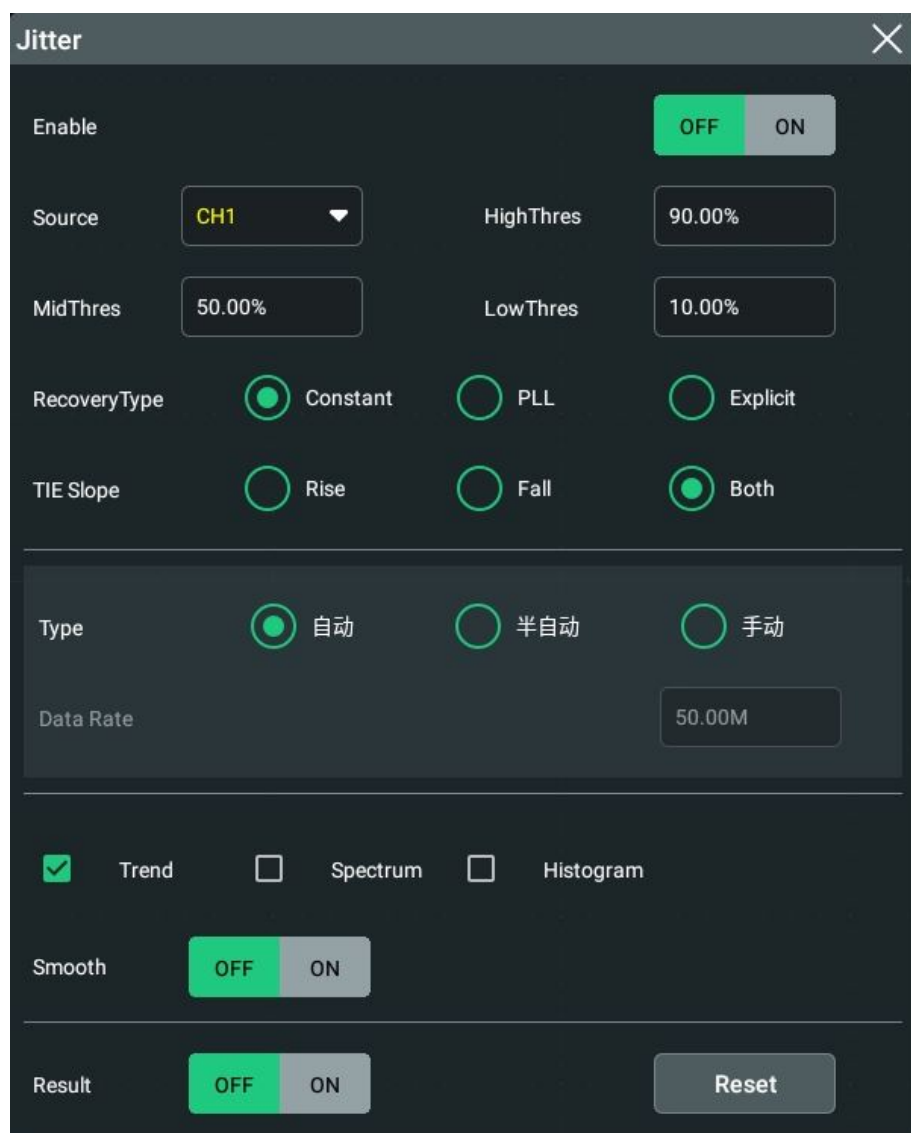 Jitter
Enable OFF ON
Source CH1 HighThres 90.00%
MidThres 50.00% LowThres 10.00%
RecoveryType Constant PLL Explicit
TIE Slope Rise Fall Both
Type 自动 半自动 手动
Data Rate 50.00M
Trend Spectrum Histogram
Smooth OFF ON
Result OFF ON Reset